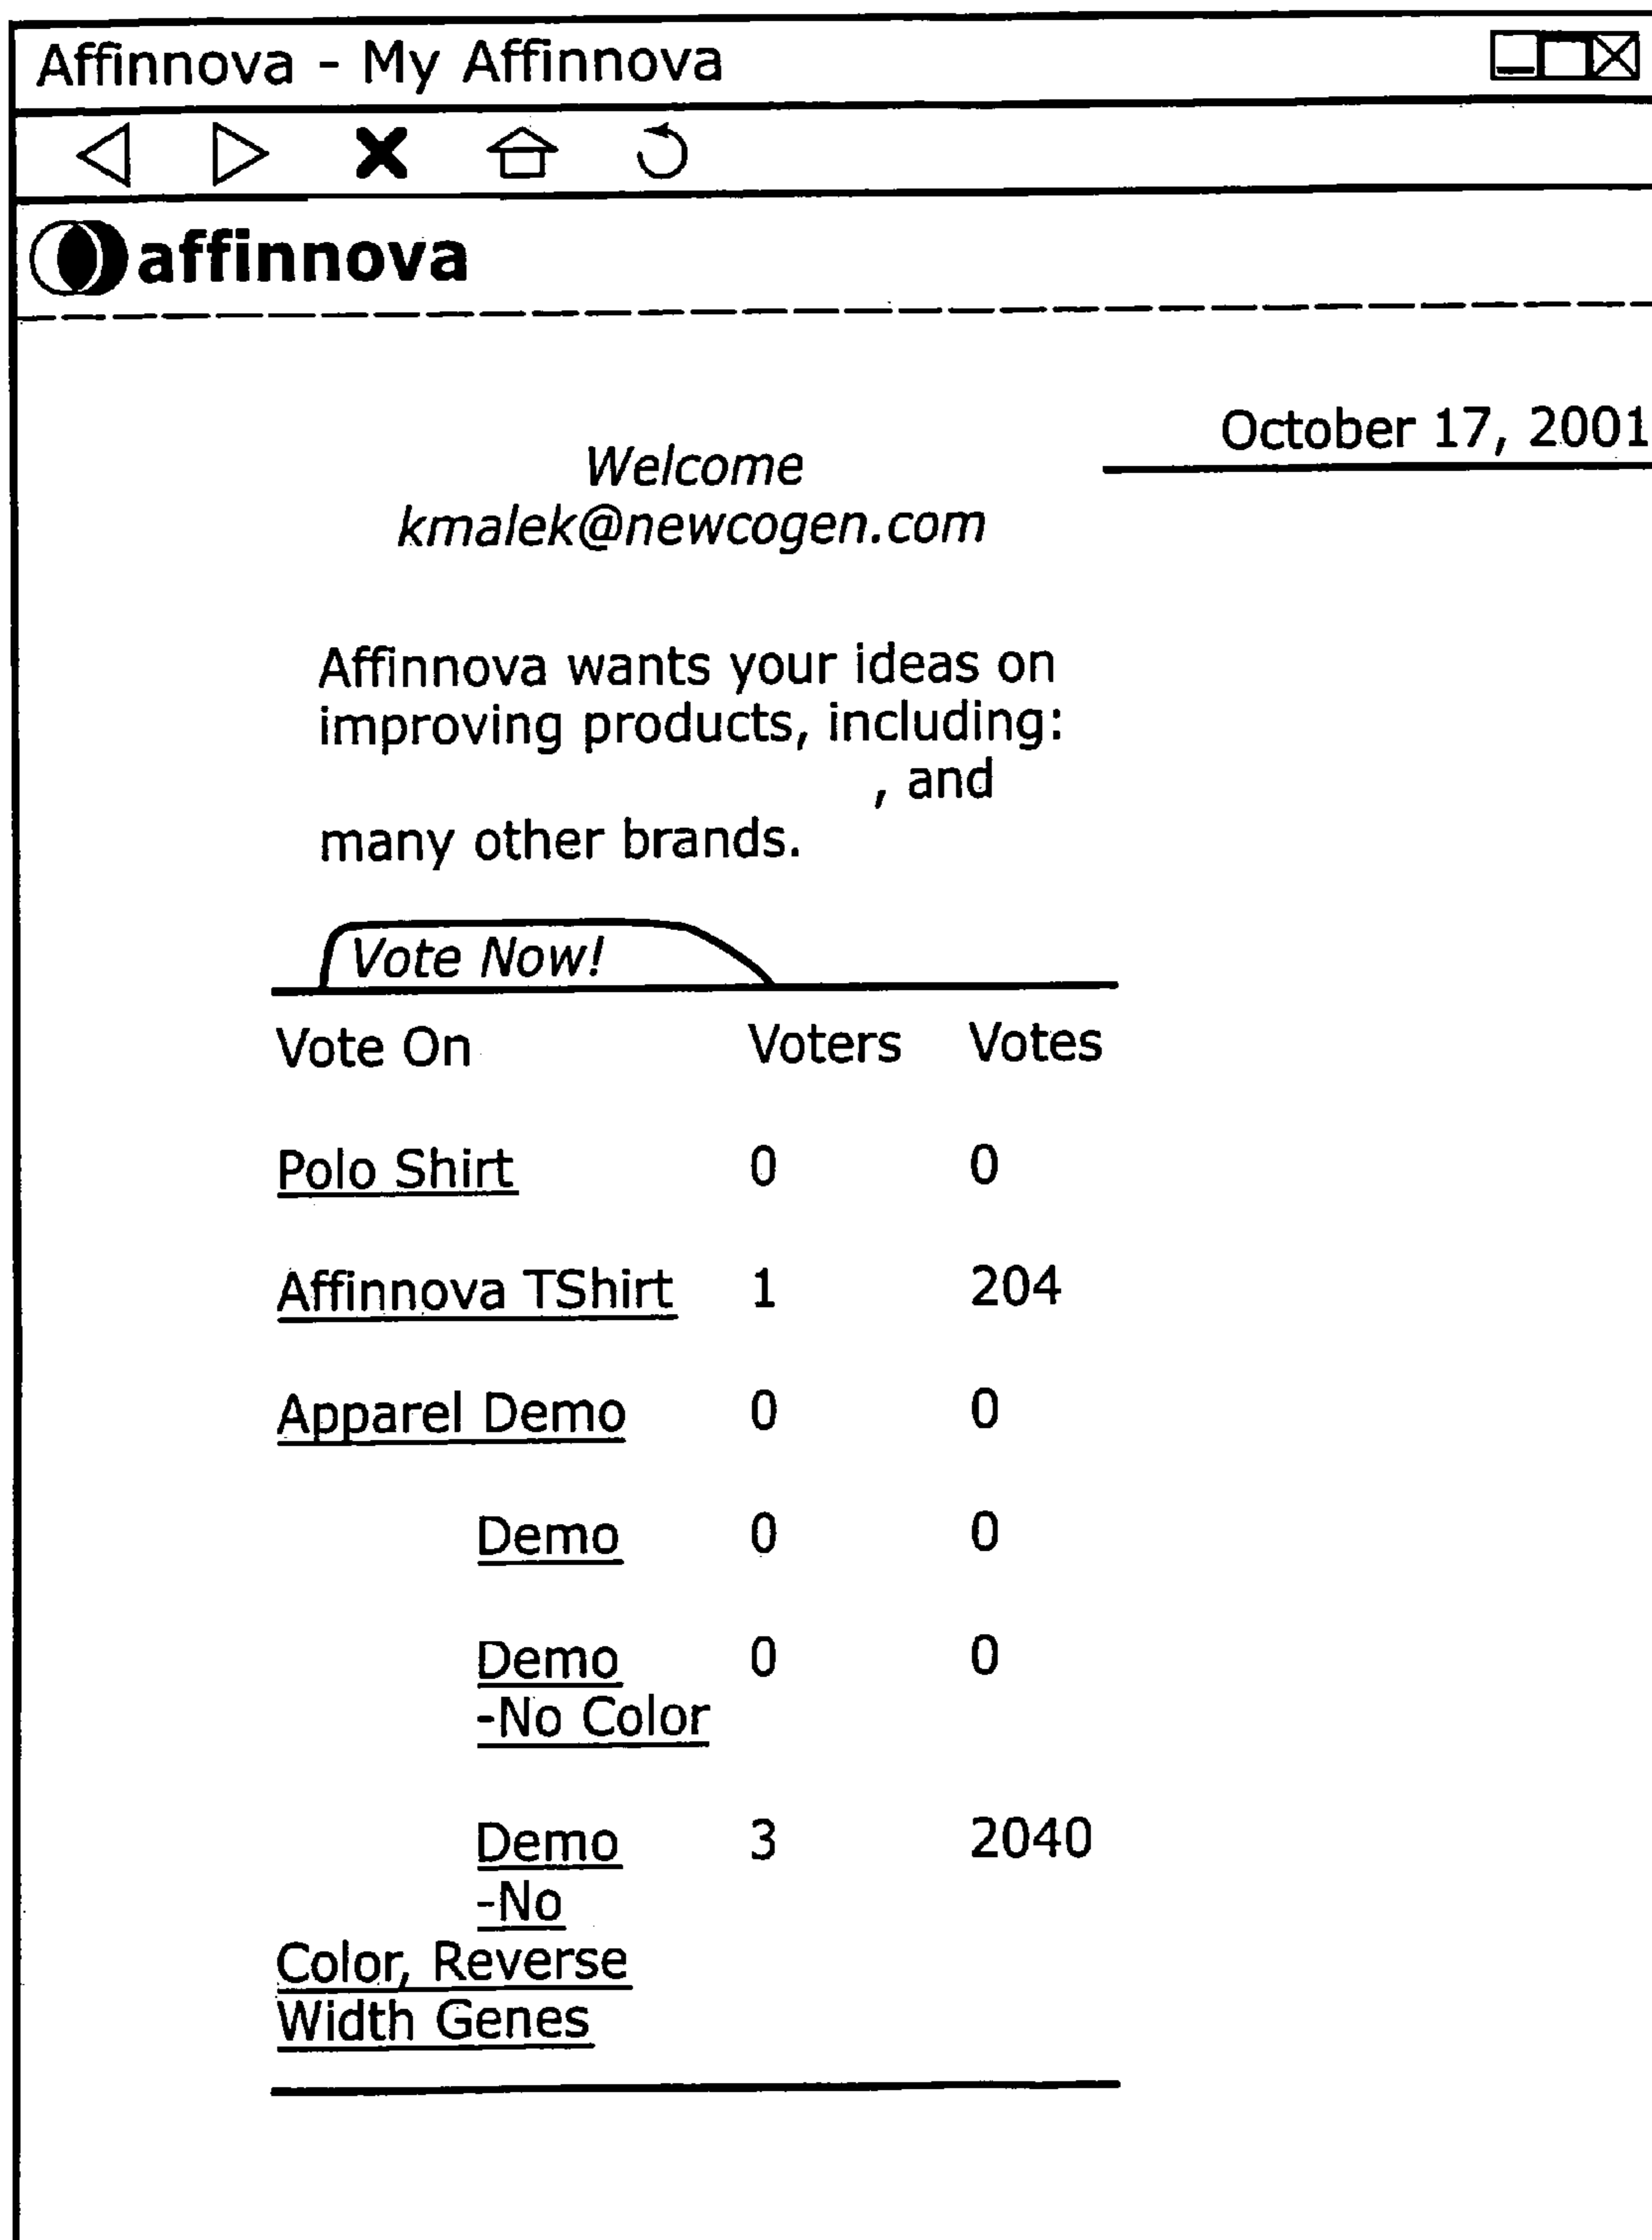 Affinnova - My Affinnova
affinnova
October 17, 2001
Welcome
kmalek@newcogen.com
Affinnova wants your ideas on
improving products, including:
, and
many other brands.
Vote Now!
Vote On Voters Votes
Polo Shirt 0 0
Affinnova TShirt 1 204
Apparel Demo 0 0
Demo 0 0
Demo 0 0
-No Color
Demo 3 2040
-No
Color, Reverse
Width Genes